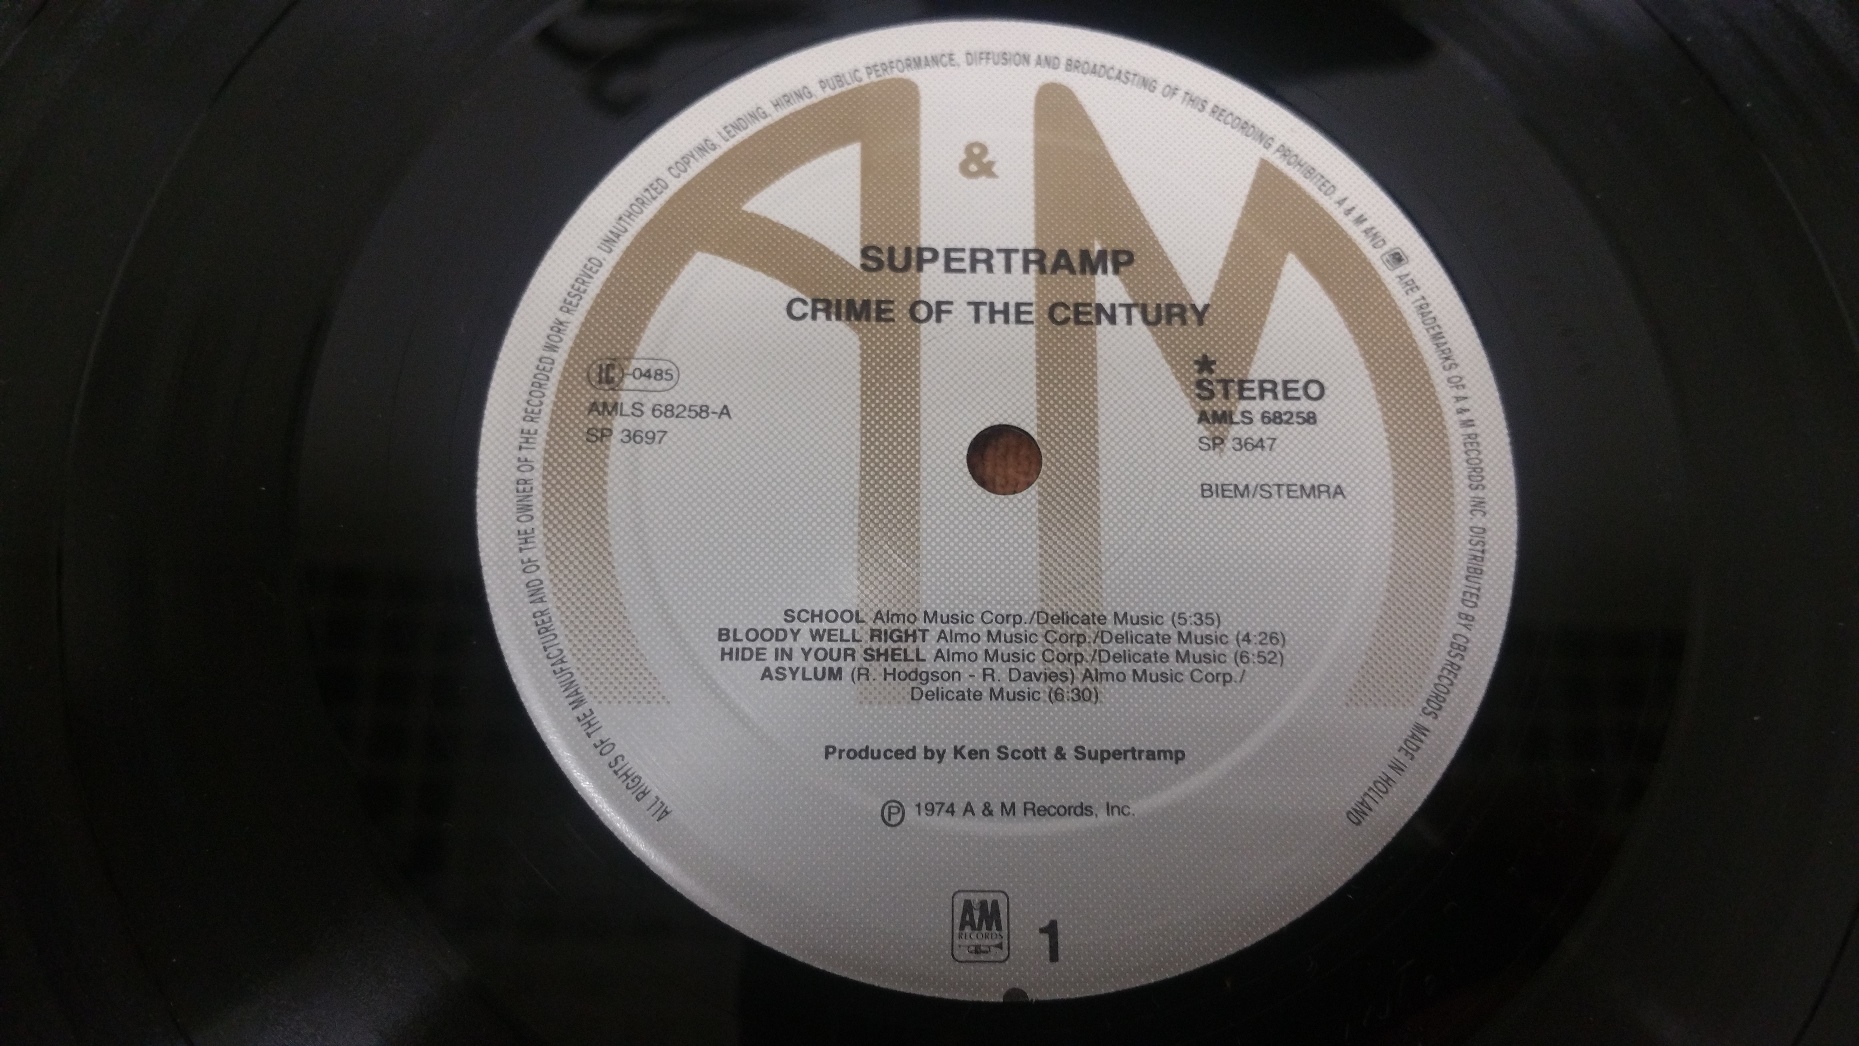 ALL RIGHTS OF THE MANUFACTURER AND OF THE OWNER OF THE RECORDED WORK RESERVED. UNAUTHORIZED COPYING, LENDING, HIRING, PUBLIC PERFORMANCE, DIFFUSION AND BROADCASTING OF THIS RECORDING PROHIBITED. A & M AND AM ARE TRADEMARKS OF A & M RECORDS INC. DISTRIBUTED BY CBS RECORDS. MADE IN HOLLAND
A & M
SUPERTRAMP
CRIME OF THE CENTURY
LC-0485
AMLS 68258-A
SP 3697
*
STEREO
AMLS 68258
SP 3647
BIEM/STEMRA
SCHOOL Almo Music Corp./Delicate Music (5:35)
BLOODY WELL RIGHT Almo Music Corp./Delicate Music (4:26)
HIDE IN YOUR SHELL Almo Music Corp./Delicate Music (6:52)
ASYLUM (R. Hodgson - R. Davies) Almo Music Corp./
Delicate Music (6:30)
Produced by Ken Scott & Supertramp
℗ 1974 A & M Records, Inc.
AM
RECORDS
1